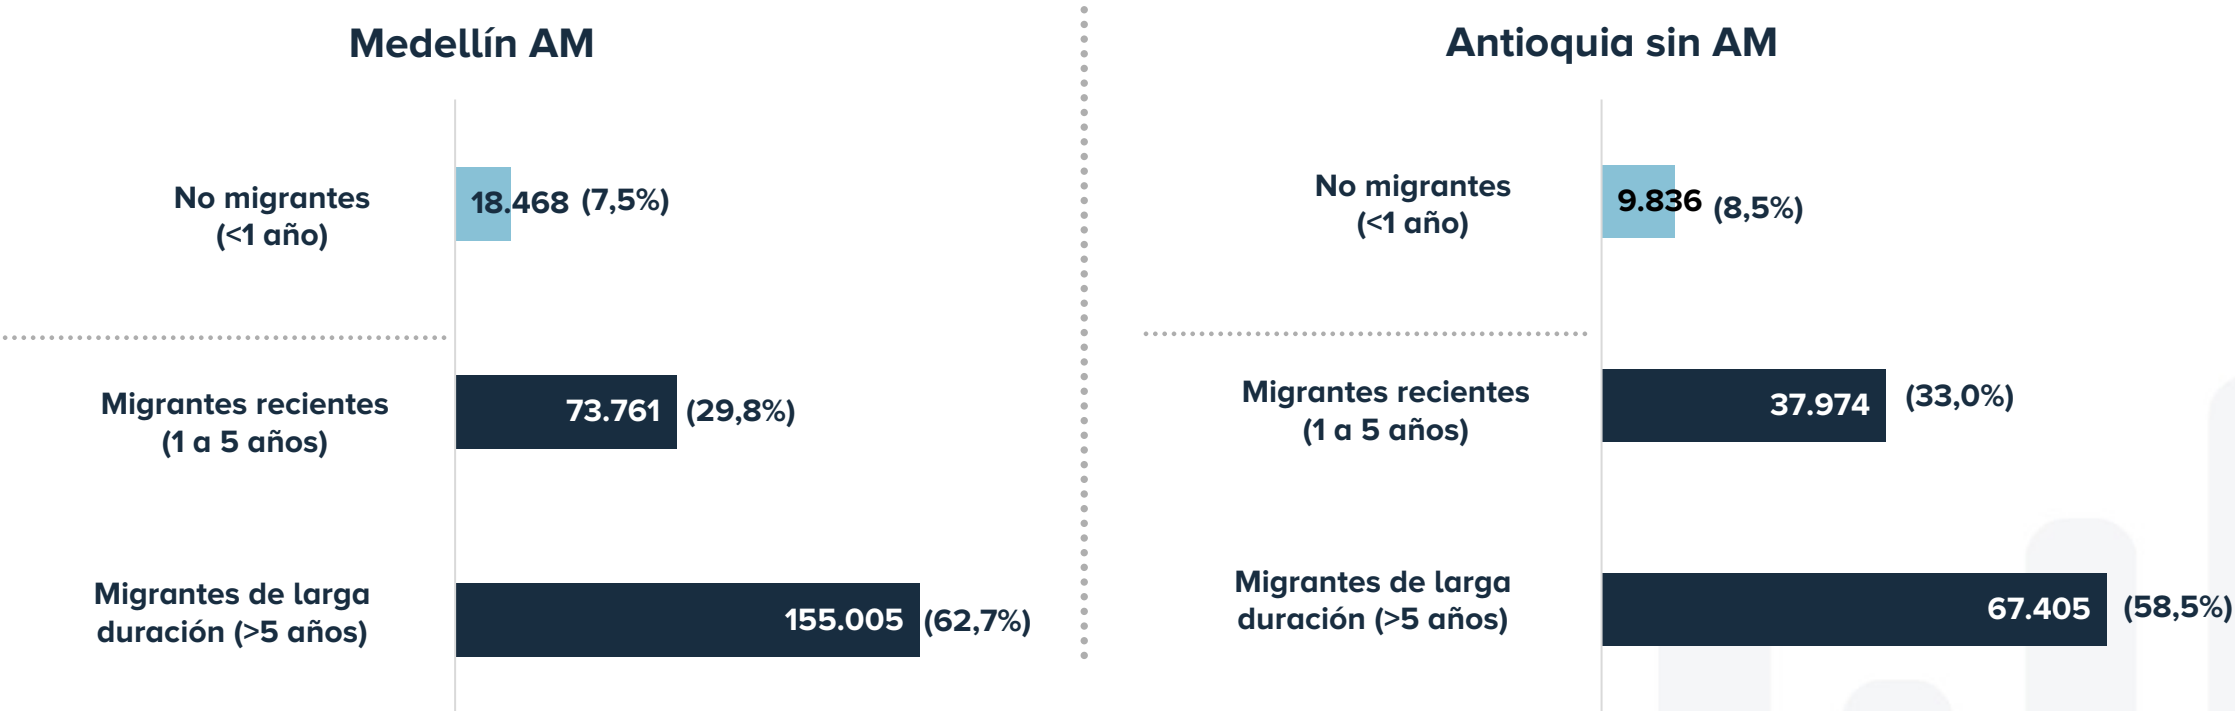 Medellín AM
No migrantes
(<1 año)
18.468 (7,5%)
Migrantes recientes
(1 a 5 años)
73.761 (29,8%)
Migrantes de larga
duración (>5 años)
155.005 (62,7%)
Antioquia sin AM
No migrantes
(<1 año)
9.836 (8,5%)
Migrantes recientes
(1 a 5 años)
37.974 (33,0%)
Migrantes de larga
duración (>5 años)
67.405 (58,5%)